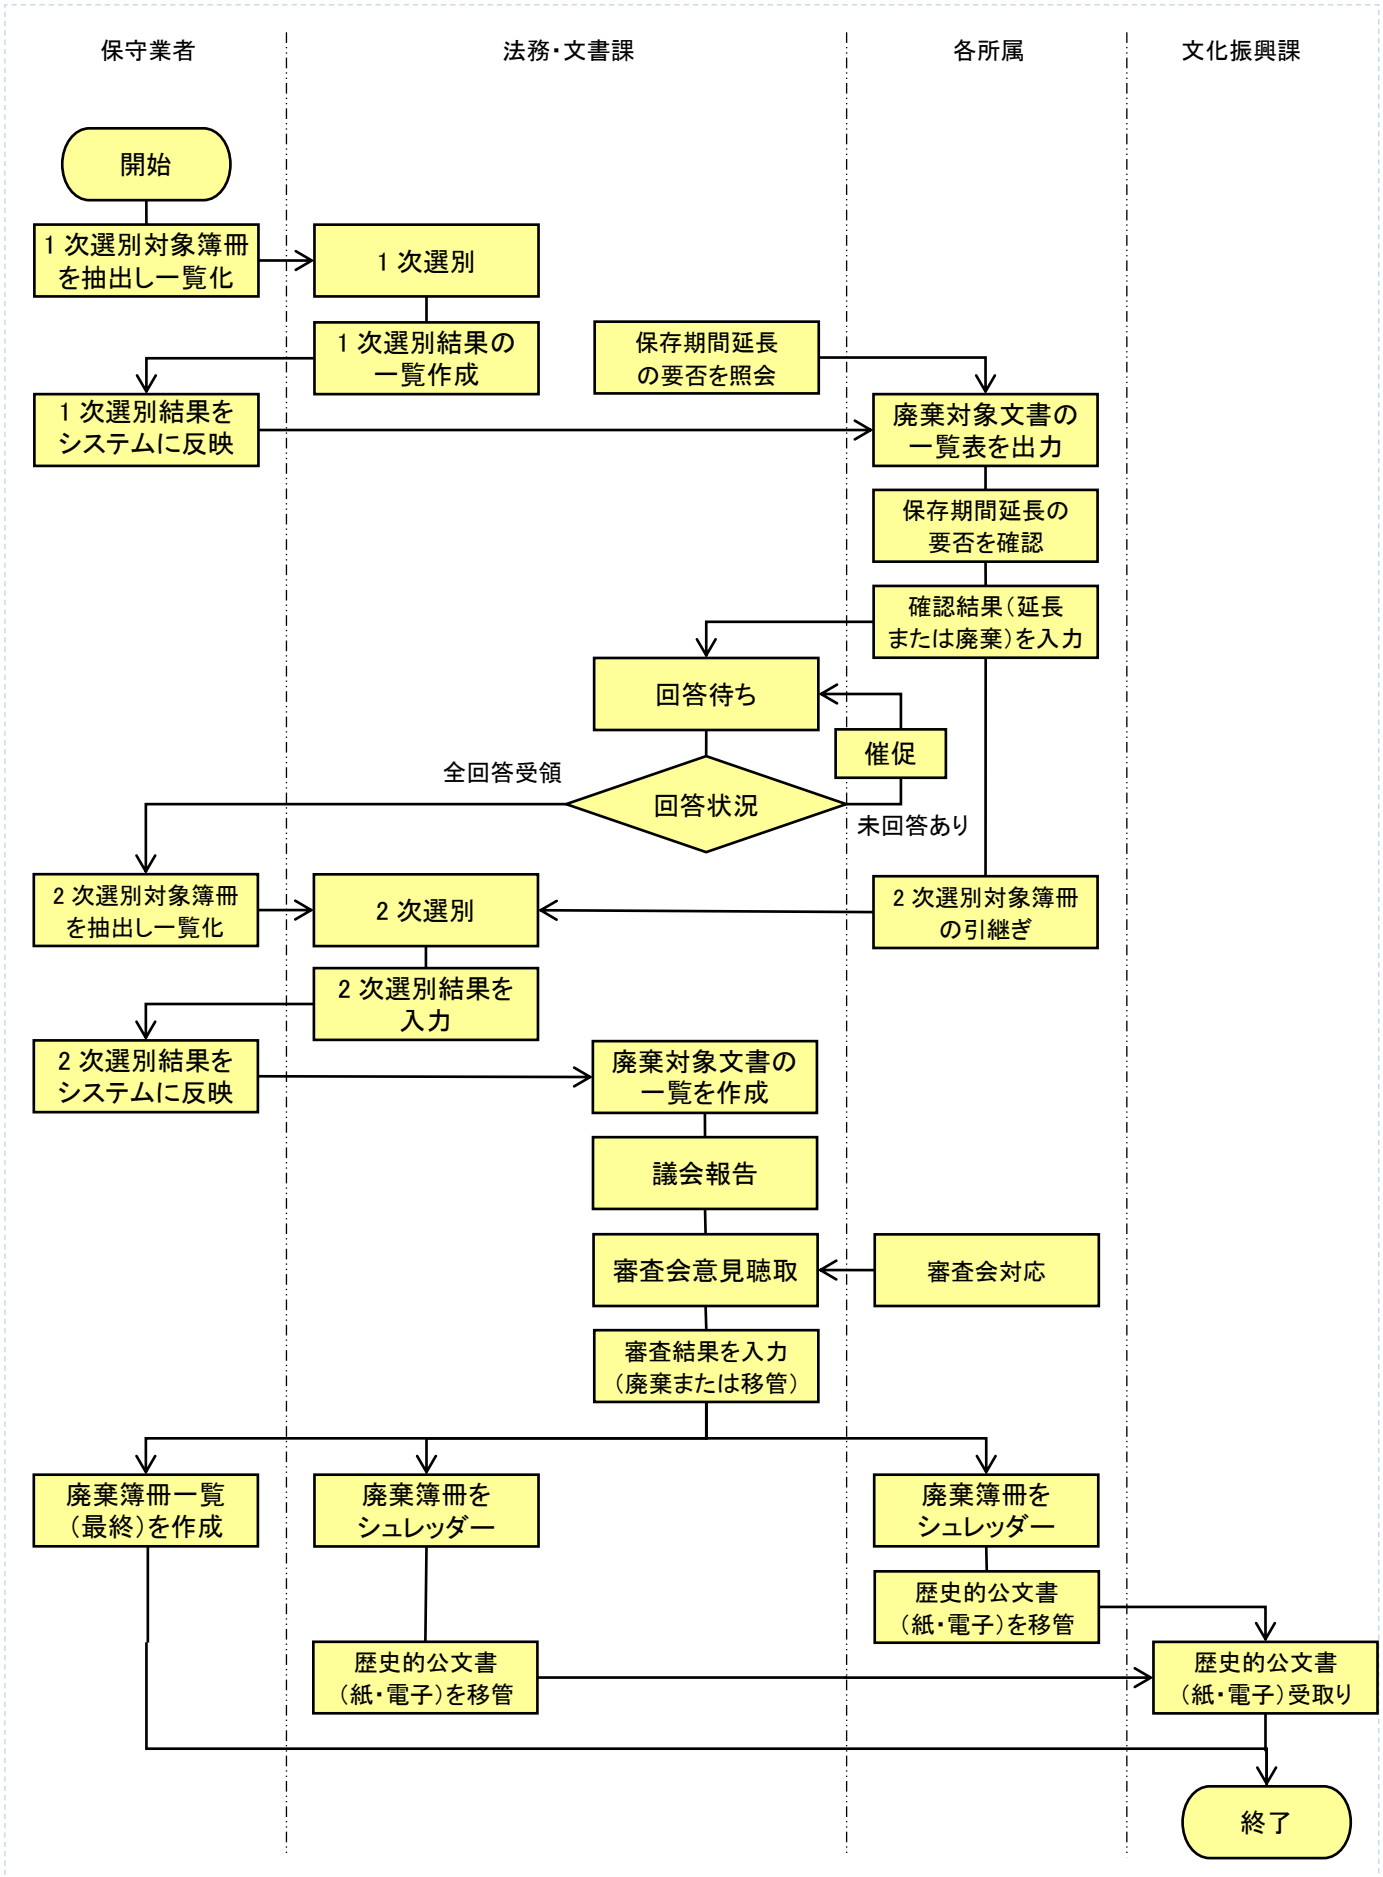 保守業者
法務・文書課
各所属
文化振興課
開始
1 次選別対象簿冊
を抽出し一覧化
1 次選別
1 次選別結果の
一覧作成
保存期間延長
の要否を照会
1 次選別結果を
システムに反映
廃棄対象文書の
一覧表を出力
保存期間延長の
要否を確認
確認結果（延長
または廃棄）を入力
回答待ち
催促
全回答受領
回答状況
未回答あり
2 次選別対象簿冊
を抽出し一覧化
2 次選別
2 次選別対象簿冊
の引継ぎ
2 次選別結果を
入力
2 次選別結果を
システムに反映
廃棄対象文書の
一覧を作成
議会報告
審査会意見聴取
審査会対応
審査結果を入力
（廃棄または移管）
廃棄簿冊一覧
（最終）を作成
廃棄簿冊を
シュレッダー
廃棄簿冊を
シュレッダー
歴史的公文書
（紙・電子）を移管
歴史的公文書
（紙・電子）を移管
歴史的公文書
（紙・電子）受取り
終了